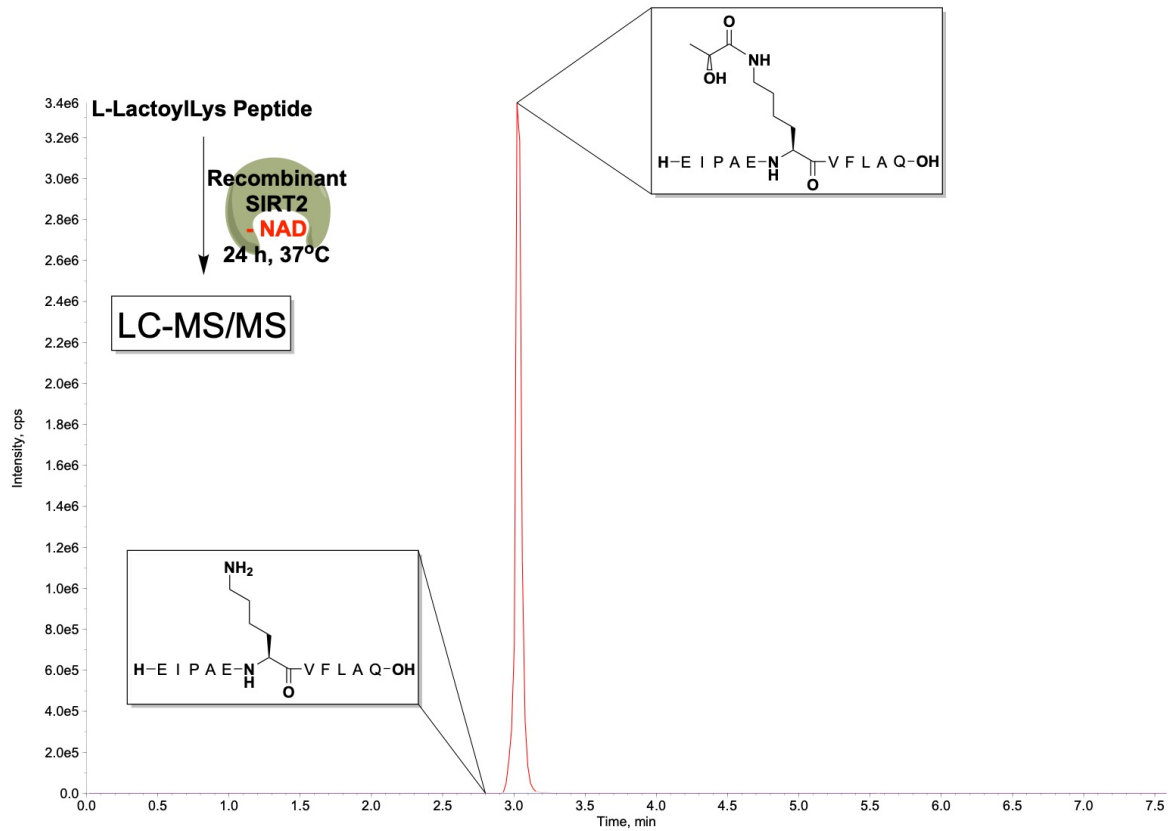 L-LactoylLys Peptide
Recombinant
SIRT2
- NAD
24 h, 37°C
LC-MS/MS
O
NH
OH
H–E I P A E–N
H
O
V F L A Q–OH
NH2
H–E I P A E–N
H
O
V F L A Q–OH
Intensity, cps
3.4e6
3.2e6
3.0e6
2.8e6
2.6e6
2.4e6
2.2e6
2.0e6
1.8e6
1.6e6
1.4e6
1.2e6
1.0e6
8.0e5
6.0e5
4.0e5
2.0e5
0.0
0.0 0.5 1.0 1.5 2.0 2.5 3.0 3.5 4.0 4.5 5.0 5.5 6.0 6.5 7.0 7.5
Time, min